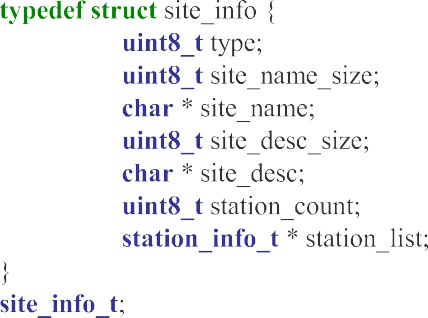 typedef struct site_info {
uint8_t type;
uint8_t site_name_size;
char * site_name;
uint8_t site_desc_size;
char * site_desc;
uint8_t station_count;
station_info_t * station_list;
}
site_info_t;